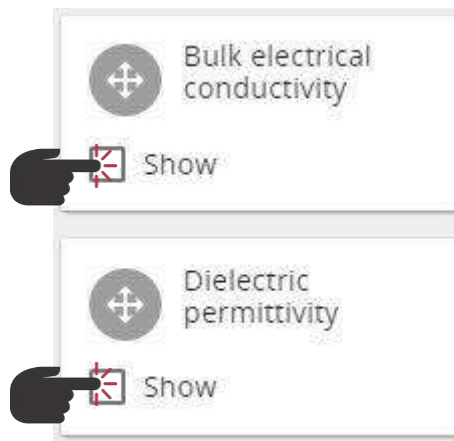 Bulk electrical
conductivity
Show
Dielectric
permittivity
Show